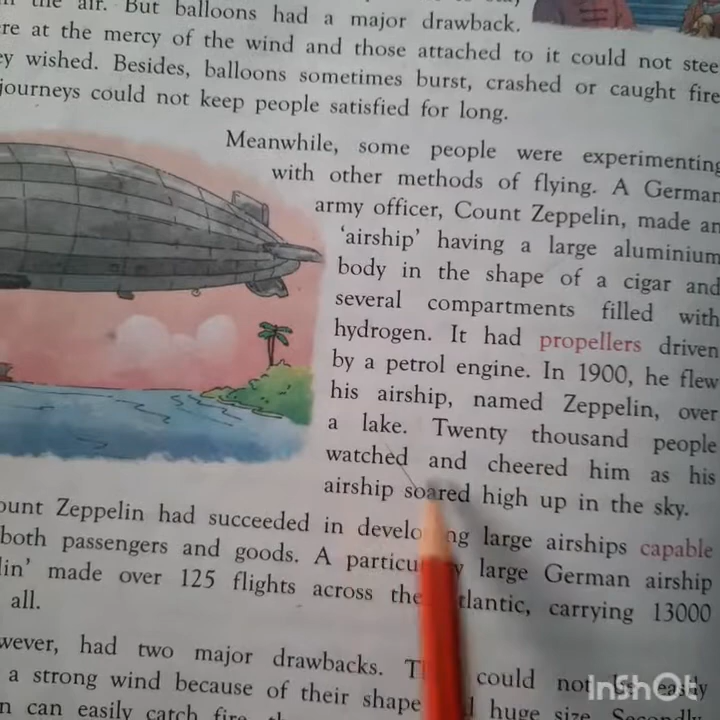 the air. But balloons had a major drawback.
re at the mercy of the wind and those attached to it could not stee
ey wished. Besides, balloons sometimes burst, crashed or caught fire
journeys could not keep people satisfied for long.
Meanwhile, some people were experimenting
with other methods of flying. A German
army officer, Count Zeppelin, made an
'airship' having a large aluminium
body in the shape of a cigar and
several compartments filled with
hydrogen. It had propellers driven
by a petrol engine. In 1900, he flew
his airship, named Zeppelin, over
a lake. Twenty thousand people
watched and cheered him as his
airship soared high up in the sky.
ount Zeppelin had succeeded in develo ng large airships capable
both passengers and goods. A particu y large German airship
lin' made over 125 flights across the tlantic, carrying 13000
all.
wever, had two major drawbacks. T could not be easily
a strong wind because of their shape huge size. Secondly
n can easily catch fire
InShOt